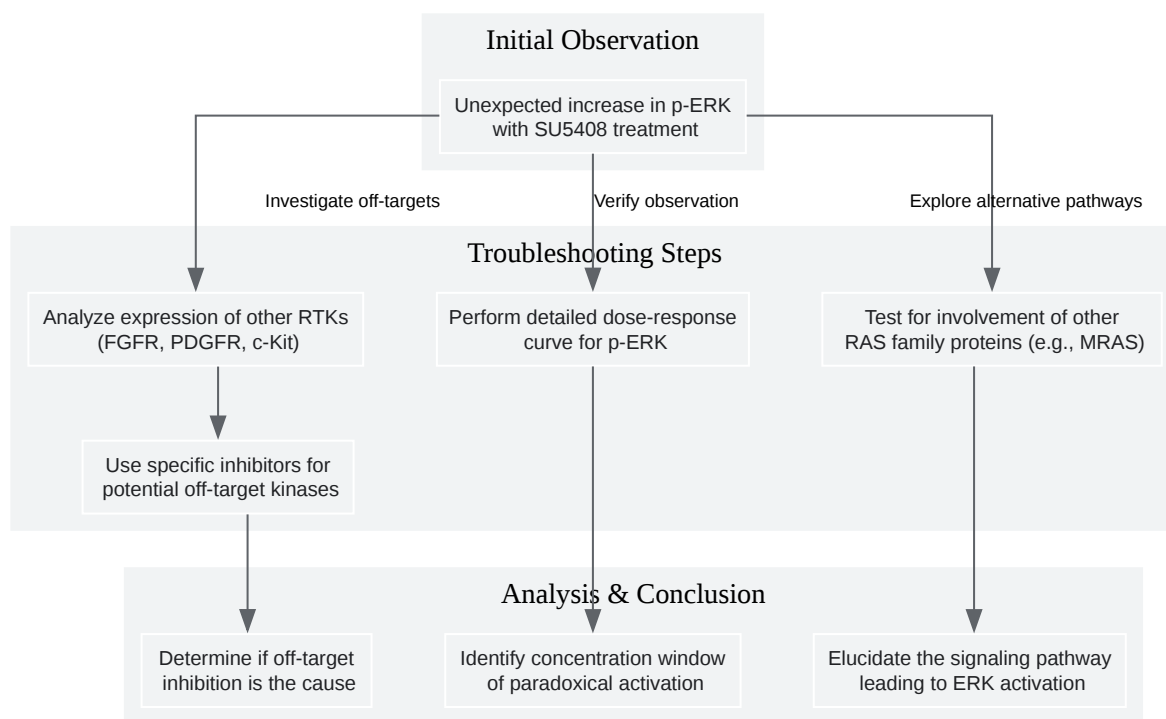 Initial Observation
Unexpected increase in p-ERK
with SU5408 treatment
Investigate off-targets
Verify observation
Explore alternative pathways
Troubleshooting Steps
Analyze expression of other RTKs
(FGFR, PDGFR, c-Kit)
Perform detailed dose-response
curve for p-ERK
Test for involvement of other
RAS family proteins (e.g., MRAS)
Use specific inhibitors for
potential off-target kinases
Analysis & Conclusion
Determine if off-target
inhibition is the cause
Identify concentration window
of paradoxical activation
Elucidate the signaling pathway
leading to ERK activation